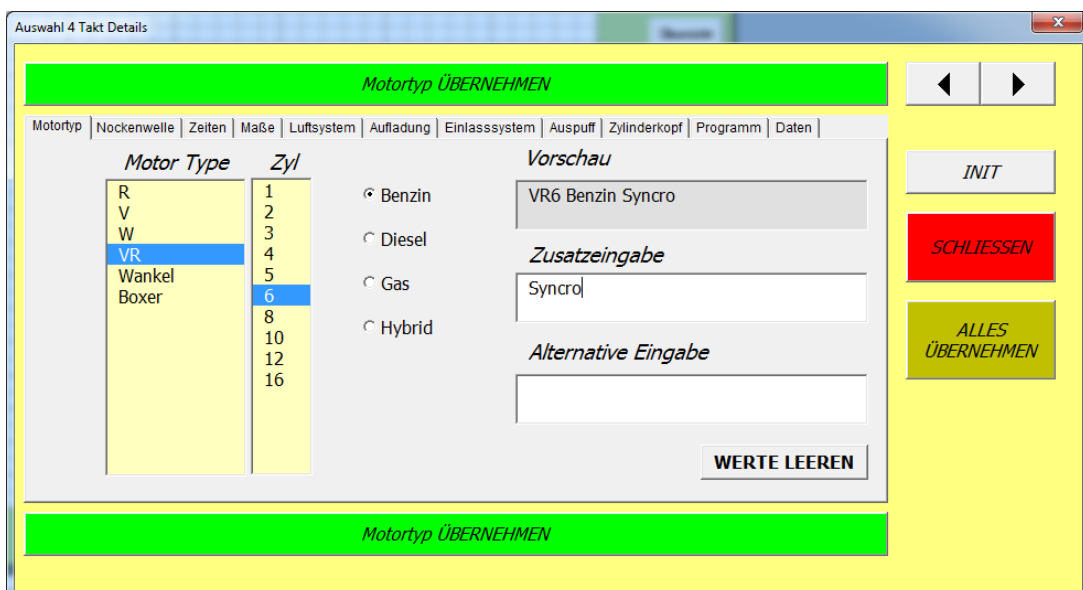 Auswahl 4 Takt Details
x
Motortyp ÜBERNEHMEN
Motortyp
Nockenwelle
Zeiten
Maße
Luftsystem
Aufladung
Einlasssystem
Auspuff
Zylinderkopf
Programm
Daten
Motor Type
R
V
W
VR
Wankel
Boxer
Zyl
1
2
3
4
5
6
8
10
12
16
Benzin
Diesel
Gas
Hybrid
Vorschau
VR6 Benzin Syncro
Zusatzeingabe
Syncro
Alternative Eingabe
WERTE LEEREN
INIT
SCHLIESSEN
ALLES
ÜBERNEHMEN
Motortyp ÜBERNEHMEN